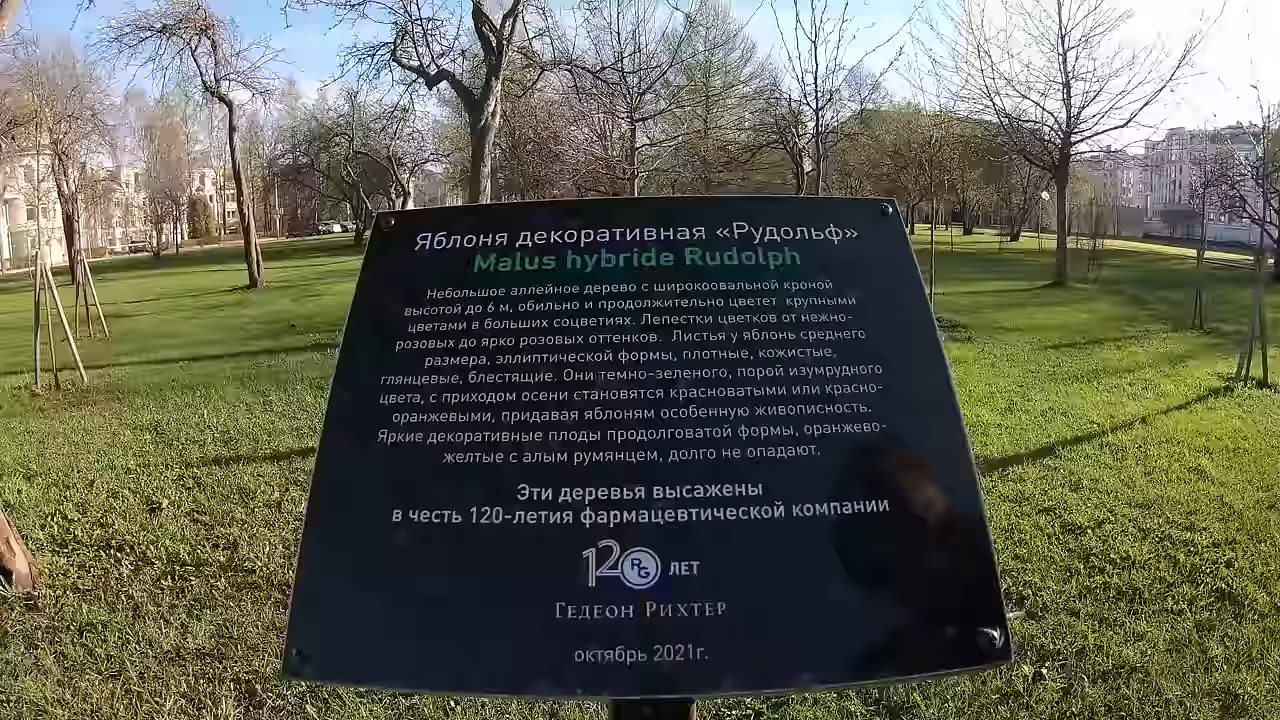 Яблоня декоративная «Рудольф»
Malus hybride Rudolph
Небольшое аллейное дерево с широкоовальной кроной
высотой до 6 м, обильно и продолжительно цветет крупными
цветами в больших соцветиях. Лепестки цветков от нежно-
розовых до ярко розовых оттенков. Листья у яблонь среднего
размера, эллиптической формы, плотные, кожистые,
глянцевые, блестящие. Они темно-зеленого, порой изумрудного
цвета, с приходом осени становятся красноватыми или красно-
оранжевыми, придавая яблоням особенную живописность.
Яркие декоративные плоды продолговатой формы, оранжево-
желтые с алым румянцем, долго не опадают.
Эти деревья высажены
в честь 120-летия фармацевтической компании
120 RG ЛЕТ
ГЕДЕОН РИХТЕР
октябрь 2021г.